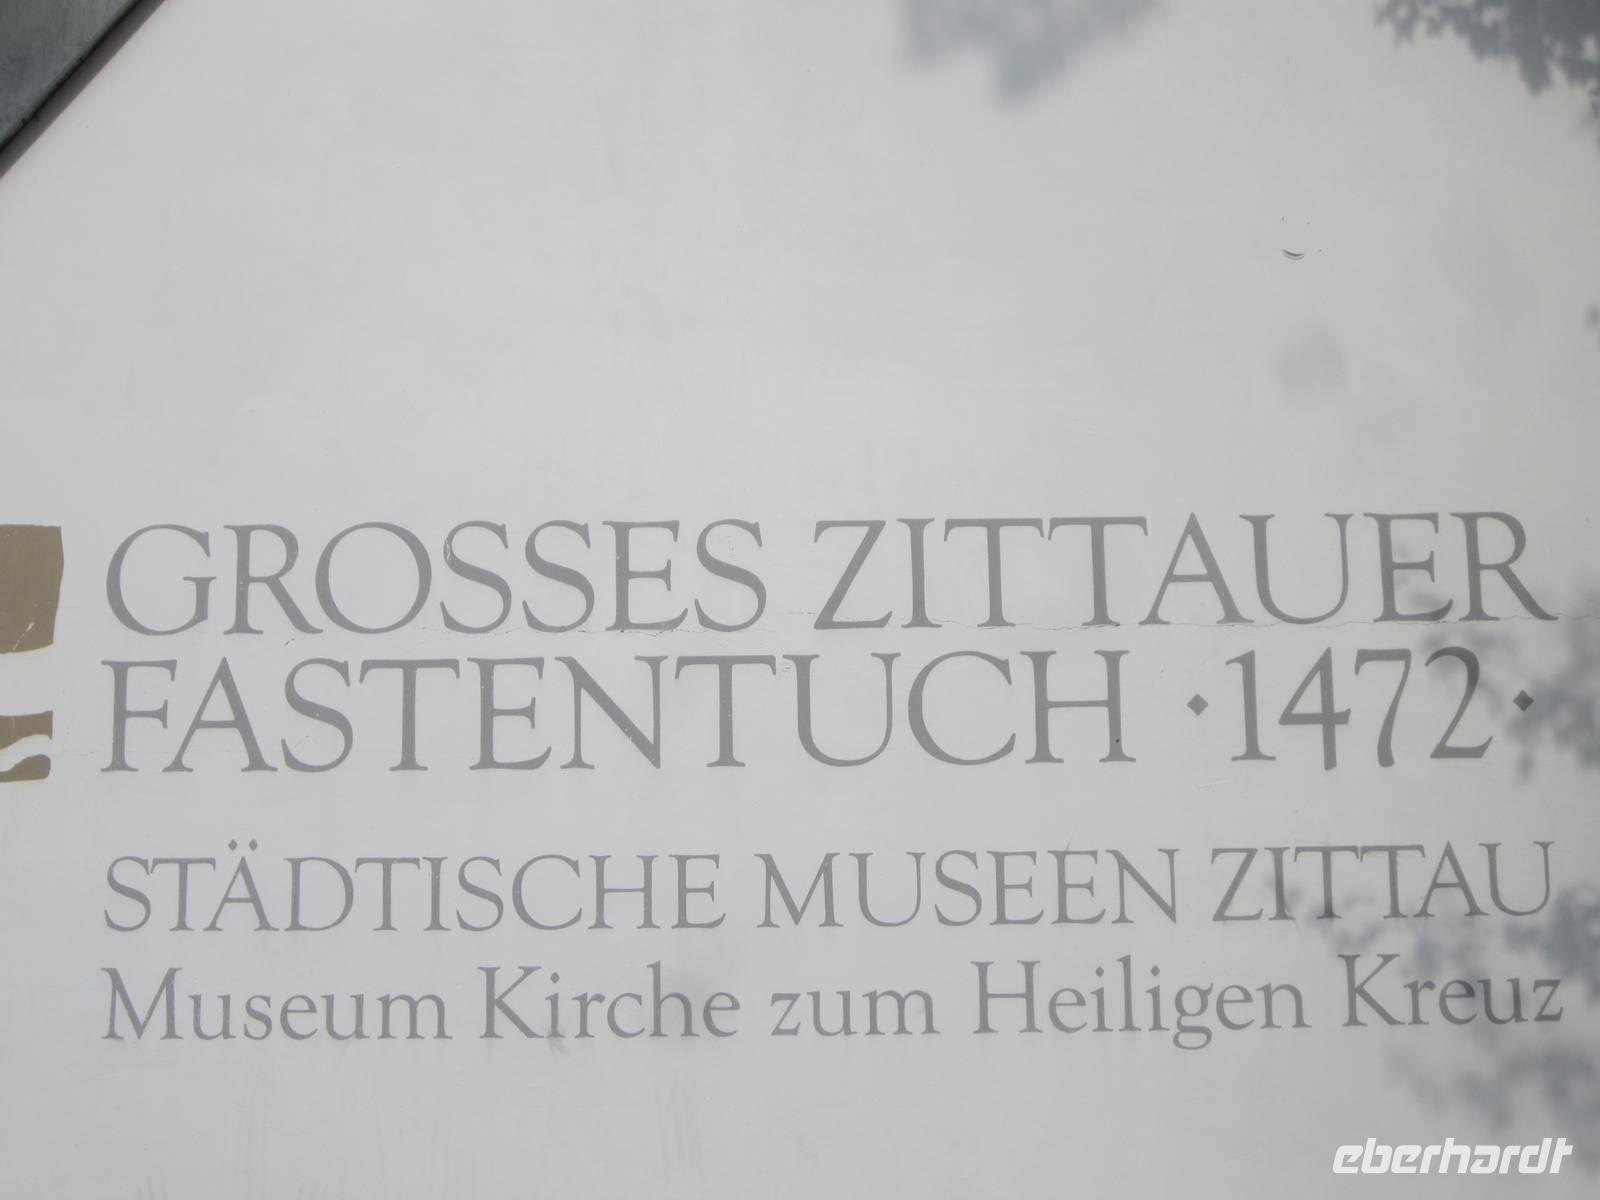 GROSSES ZITTAUER
FASTENTUCH · 1472 ·
STÄDTISCHE MUSEEN ZITTAU
Museum Kirche zum Heiligen Kreuz
eberhardt